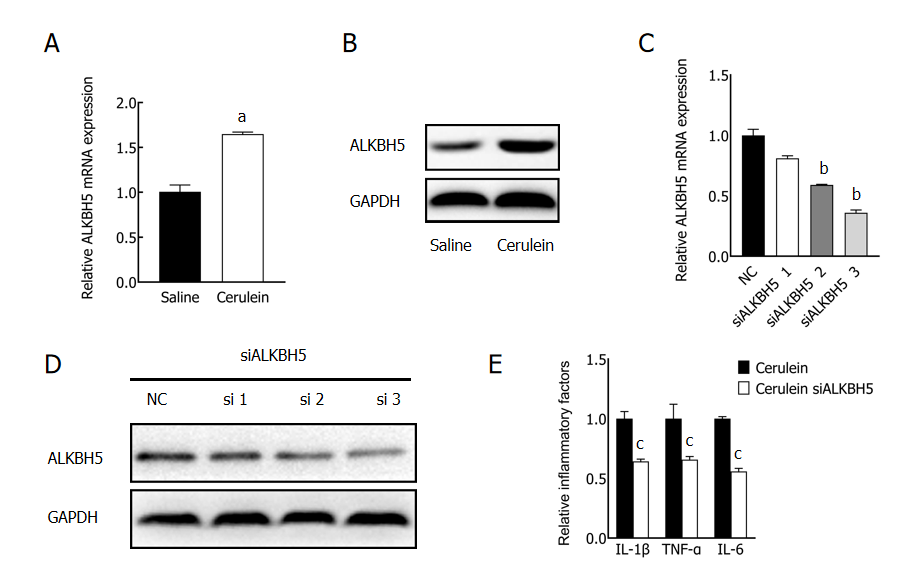 A
Relative ALKBH5 mRNA expression
2.0
1.5
1.0
0.5
0.0
a
Saline
Cerulein
B
ALKBH5
GAPDH
Saline
Cerulein
C
Relative ALKBH5 mRNA expression
1.5
1.0
0.5
0.0
b
b
NC
siALKBH5 1
siALKBH5 2
siALKBH5 3
D
siALKBH5
NC
si 1
si 2
si 3
ALKBH5
GAPDH
E
Relative inflammatory factors
1.5
1.0
0.5
0.0
Cerulein
Cerulein siALKBH5
c
c
c
IL-1β
TNF-α
IL-6